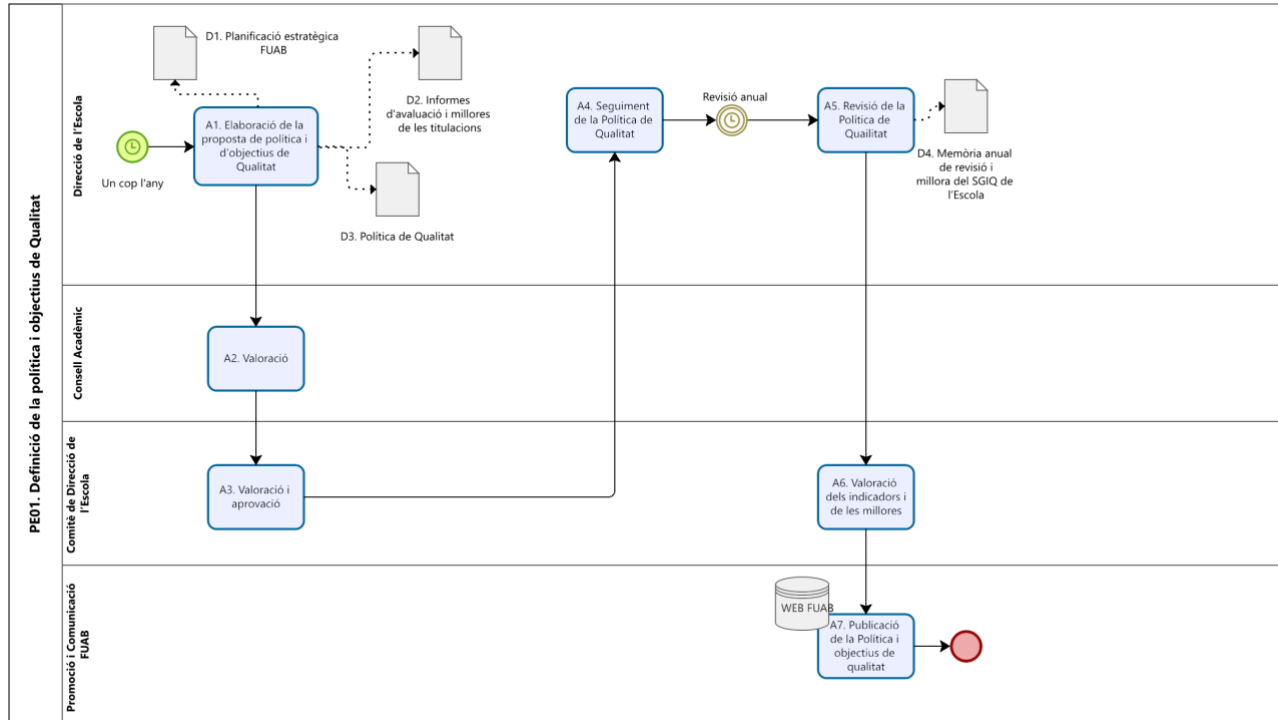 PE01. Definició de la política i objectius de Qualitat
Direcció de l'Escola
D1. Planificació estratègica
FUAB
D2. Informes
d'avaluació i millores
de les titulacions
Un cop l'any
A1. Elaboració de la
proposta de política i
d'objectius de
Qualitat
D3. Política de Qualitat
A4. Seguiment
de la Política de
Qualitat
Revisió anual
A5. Revisió de la
Política de
Quailitat
D4. Memòria anual
de revisió i
millora del SGIQ de
l'Escola
Consell Acadèmic
A2. Valoració
Comitè de Direcció de
l'Escola
A3. Valoració i
aprovació
A6. Valoració
dels indicadors i
de les millores
Promoció i Comunicació
FUAB
WEB FUAB
A7. Publicació
de la Política i
objectius de
qualitat